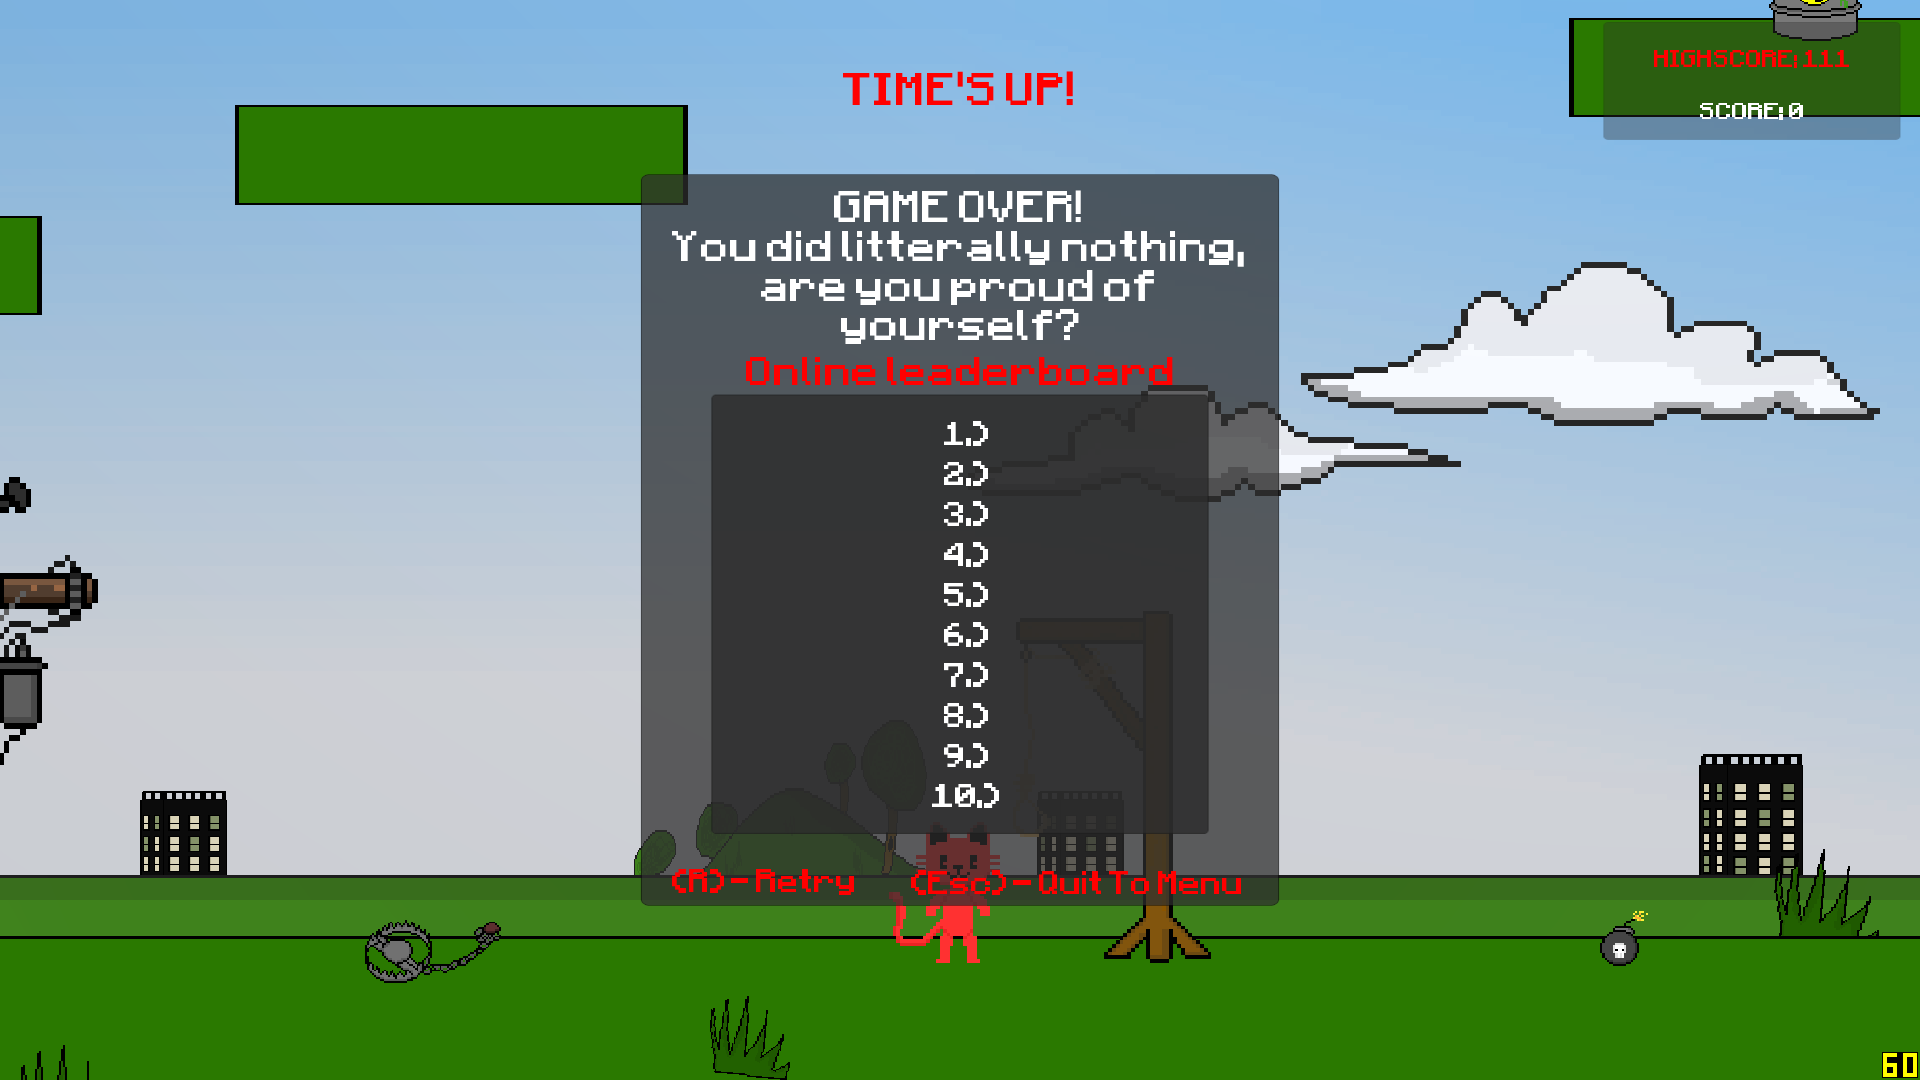 TIME'S UP!
HIGHSCORE:111
SCORE:0
GAME OVER!
You did litterally nothing,
are you proud of
yourself?
Online leaderboard
1.)
2.)
3.)
4.)
5.)
6.)
7.)
8.)
9.)
10.)
(R) - Retry
(Esc) - Quit To Menu
60